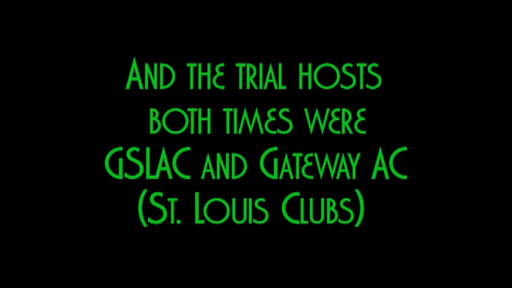 And the trial hosts
both times were
GSLAC and Gateway AC
(St. Louis Clubs)